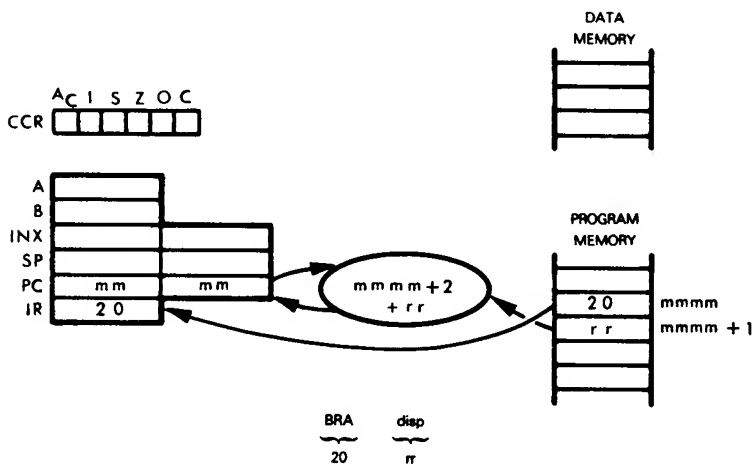 DATA
MEMORY
AC I S Z O C
CCR
A
B
INX
SP
PC mm mm
IR 20
mmmm+2
+ rr
PROGRAM
MEMORY
20 mmmm
rr mmmm + 1
BRA disp
20 rr